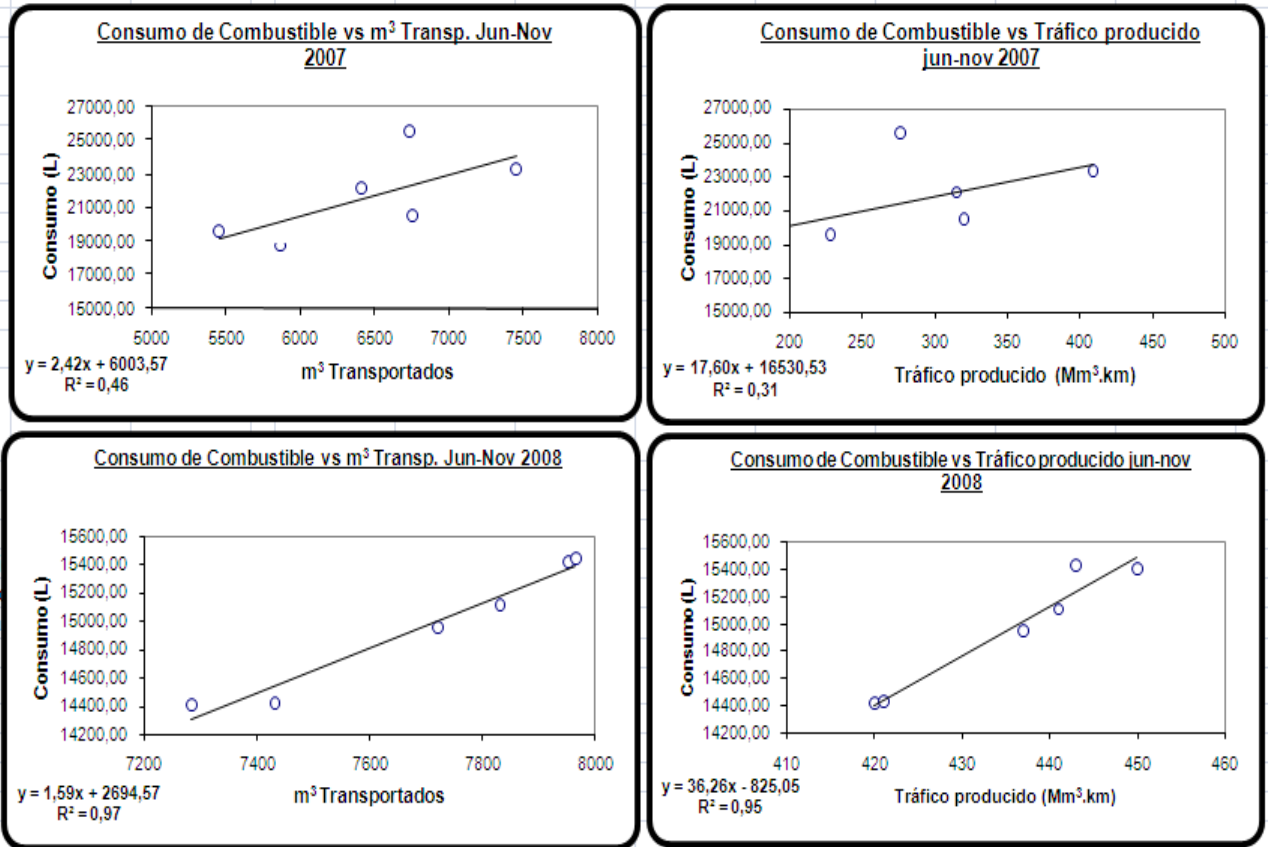 Consumo de Combustible vs m³ Transp. Jun-Nov
2007
27000,00
25000,00
23000,00
21000,00
19000,00
17000,00
15000,00
Consumo (L)
5000 5500 6000 6500 7000 7500 8000
m³ Transportados
y = 2,42x + 6003,57
R² = 0,46
Consumo de Combustible vs Tráfico producido
jun-nov 2007
27000,00
25000,00
23000,00
21000,00
19000,00
17000,00
15000,00
Consumo (L)
200 250 300 350 400 450 500
Tráfico producido (Mm³.km)
y = 17,60x + 16530,53
R² = 0,31
Consumo de Combustible vs m³ Transp. Jun-Nov 2008
15600,00
15400,00
15200,00
15000,00
14800,00
14600,00
14400,00
14200,00
Consumo (L)
7200 7400 7600 7800 8000
m³ Transportados
y = 1,59x + 2694,57
R² = 0,97
Consumo de Combustible vs Tráfico producido jun-nov
2008
15600,00
15400,00
15200,00
15000,00
14800,00
14600,00
14400,00
14200,00
Consumo (L)
410 420 430 440 450 460
Tráfico producido (Mm³.km)
y = 36,26x - 825,05
R² = 0,95